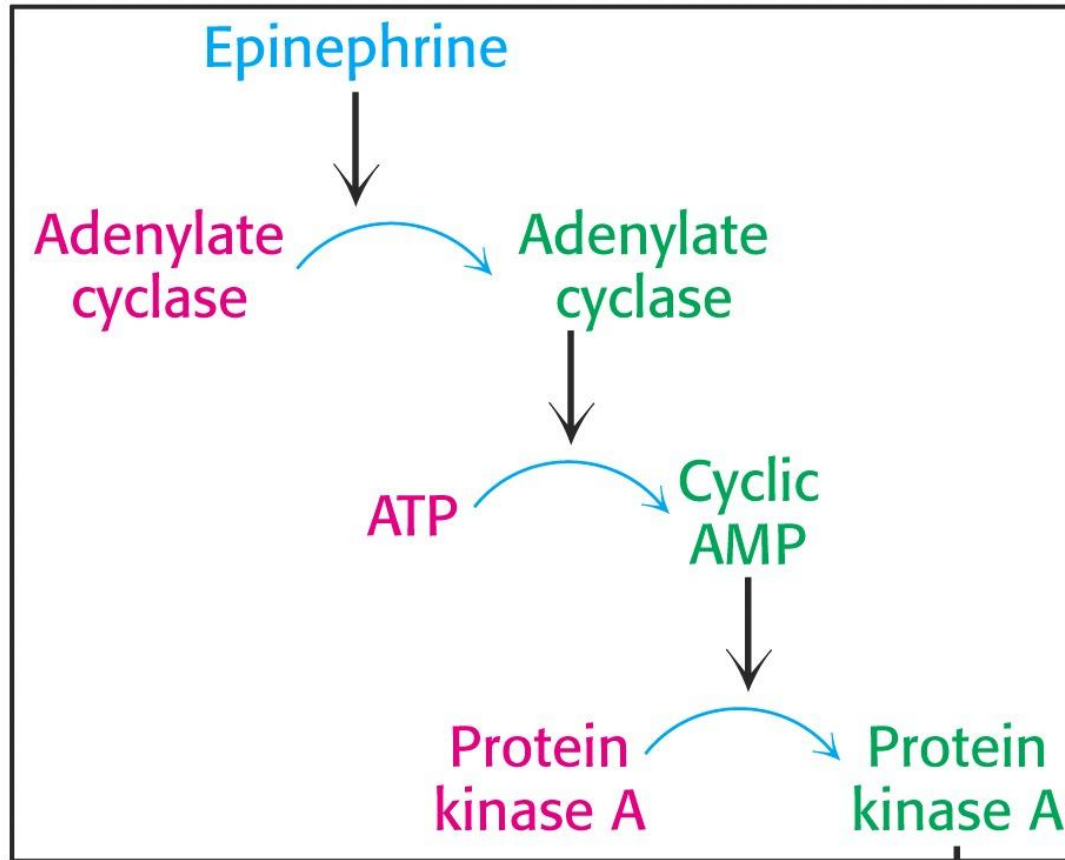 Epinephrine
Adenylate
cyclase
Adenylate
cyclase
ATP
Cyclic
AMP
Protein
kinase A
Protein
kinase A